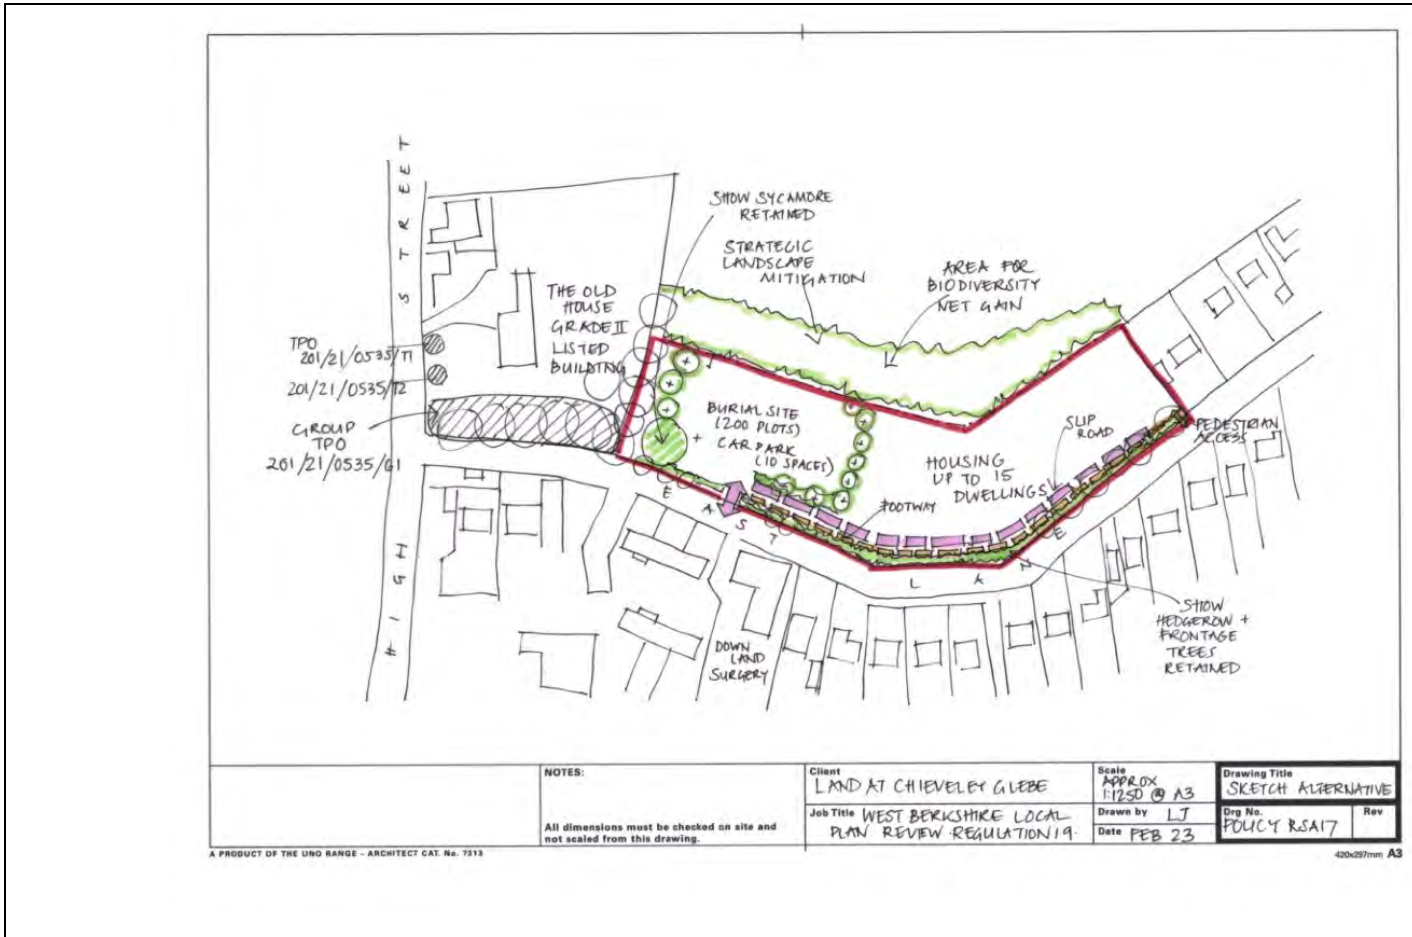 HIGH STREET
SHOW SYCAMORE
RETAINED
STRATEGIC
LANDSCAPE
MITIGATION
AREA FOR
BIODIVERSITY
NET GAIN
THE OLD
HOUSE
GRADE II
LISTED
BUILDING
TPO
201/21/0535/T1
201/21/0535/T2
GROUP
TPO
201/21/0535/G1
BURIAL SITE
(200 PLOTS)
+
CAR PARK
(10 SPACES)
SLIP
ROAD
PEDESTRIAN
ACCESS
HOUSING
UP TO 15
DWELLINGS
FOOTWAY
EAST LANE
SHOW
HEDGEROW +
FRONTAGE
TREES
RETAINED
DOWN
LAND
SURGERY
NOTES:
All dimensions must be checked on site and
not scaled from this drawing.
Client
LAND AT CHIEVELEY GLEBE
Job Title WEST BERKSHIRE LOCAL
PLAN REVIEW REGULATION 19.
Scale
APPROX
1:1250 @ A3
Drawn by LJ
Date FEB 23
Drawing Title
SKETCH ALTERNATIVE
Drg No.
POLICY RSA17
Rev
A PRODUCT OF THE UNO RANGE - ARCHITECT CAT. No. 7313
420x297mm A3